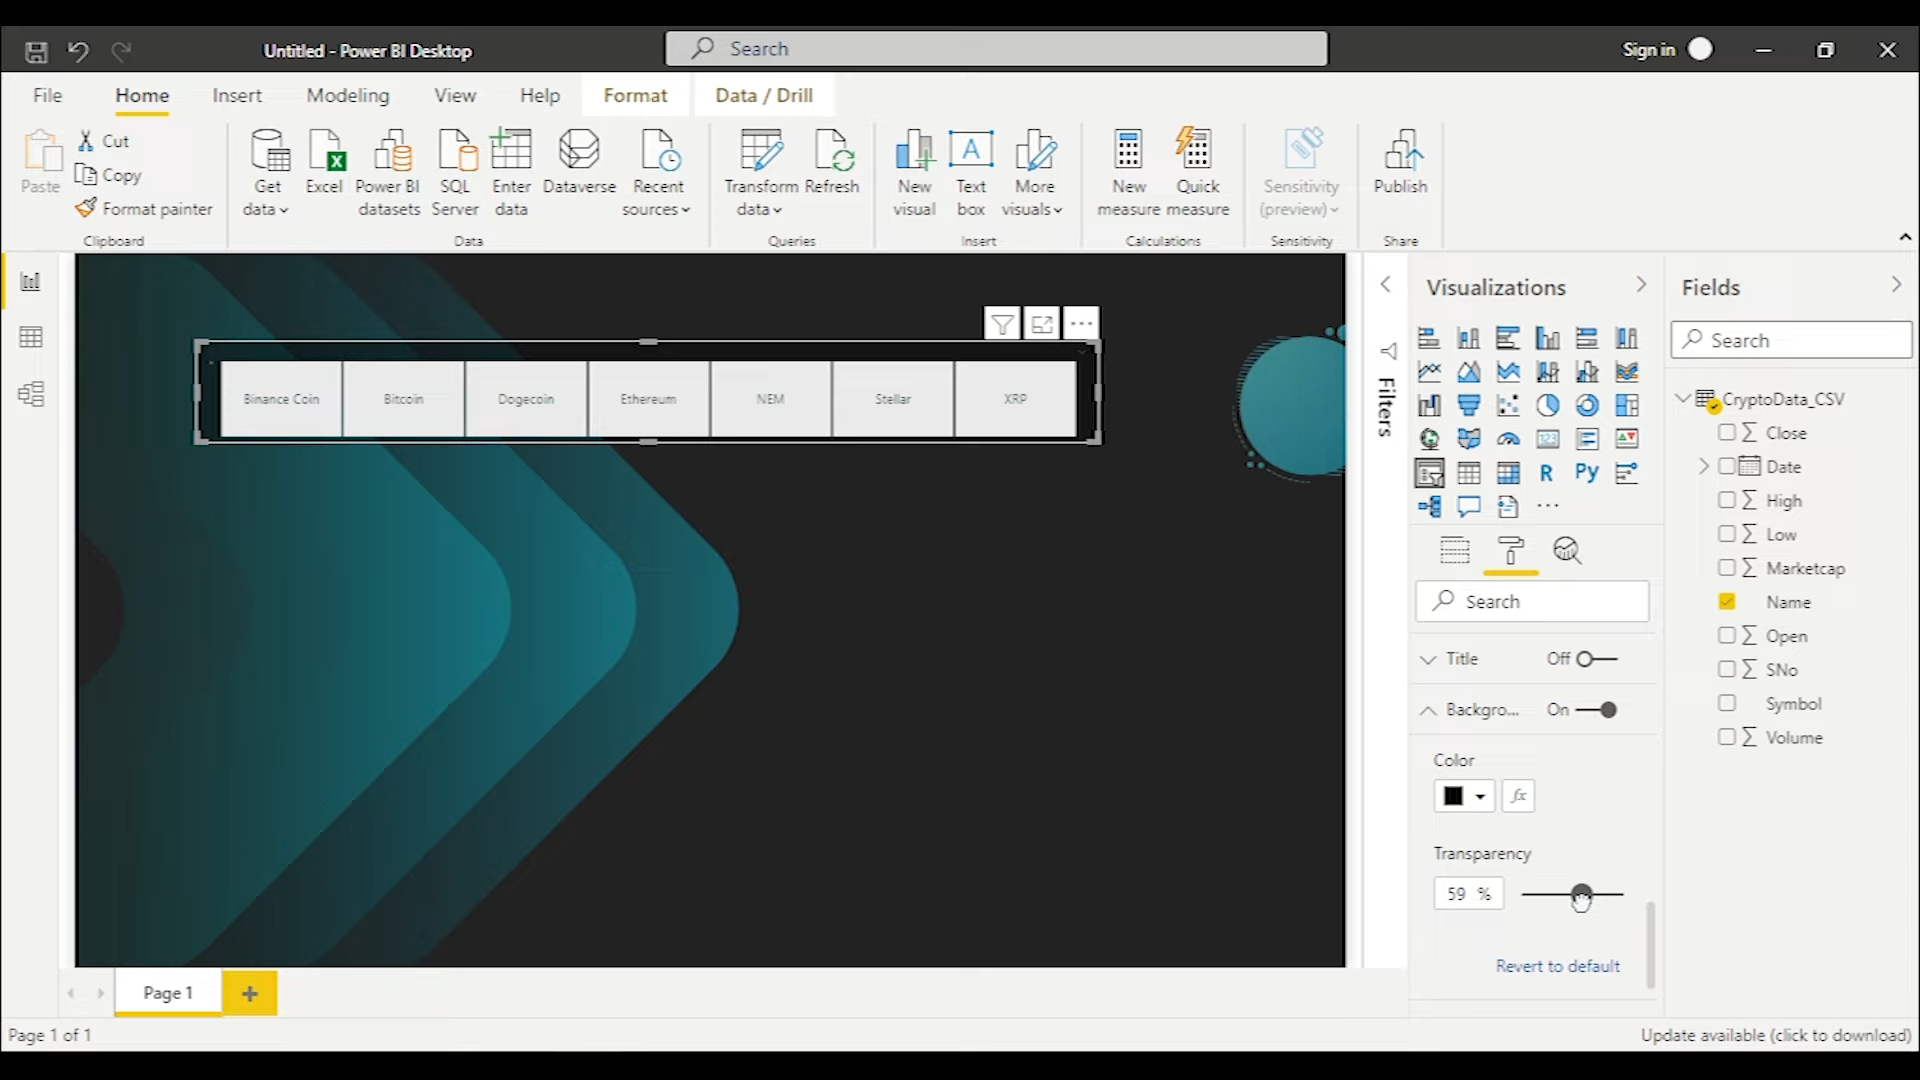 Untitled - Power BI Desktop
Search
Sign in
File Home Insert Modeling View Help Format Data / Drill
Paste
Cut
Copy
Format painter
Clipboard
Get data
Excel
Power BI datasets
SQL Server
Enter data
Dataverse
Recent sources
Data
Transform data
Refresh
Queries
New visual
Text box
More visuals
Insert
New measure
Quick measure
Calculations
Sensitivity (preview)
Sensitivity
Publish
Share
Binance Coin Bitcoin Dogecoin Ethereum NEM Stellar XRP
Filters
Visualizations
123
R Py
Search
Title Off
Backgro... On
Color
fx
Transparency
59 %
Revert to default
Fields
Search
CryptoData_CSV
Close
Date
High
Low
Marketcap
Name
Open
SNo
Symbol
Volume
Page 1
Page 1 of 1
Update available (click to download)